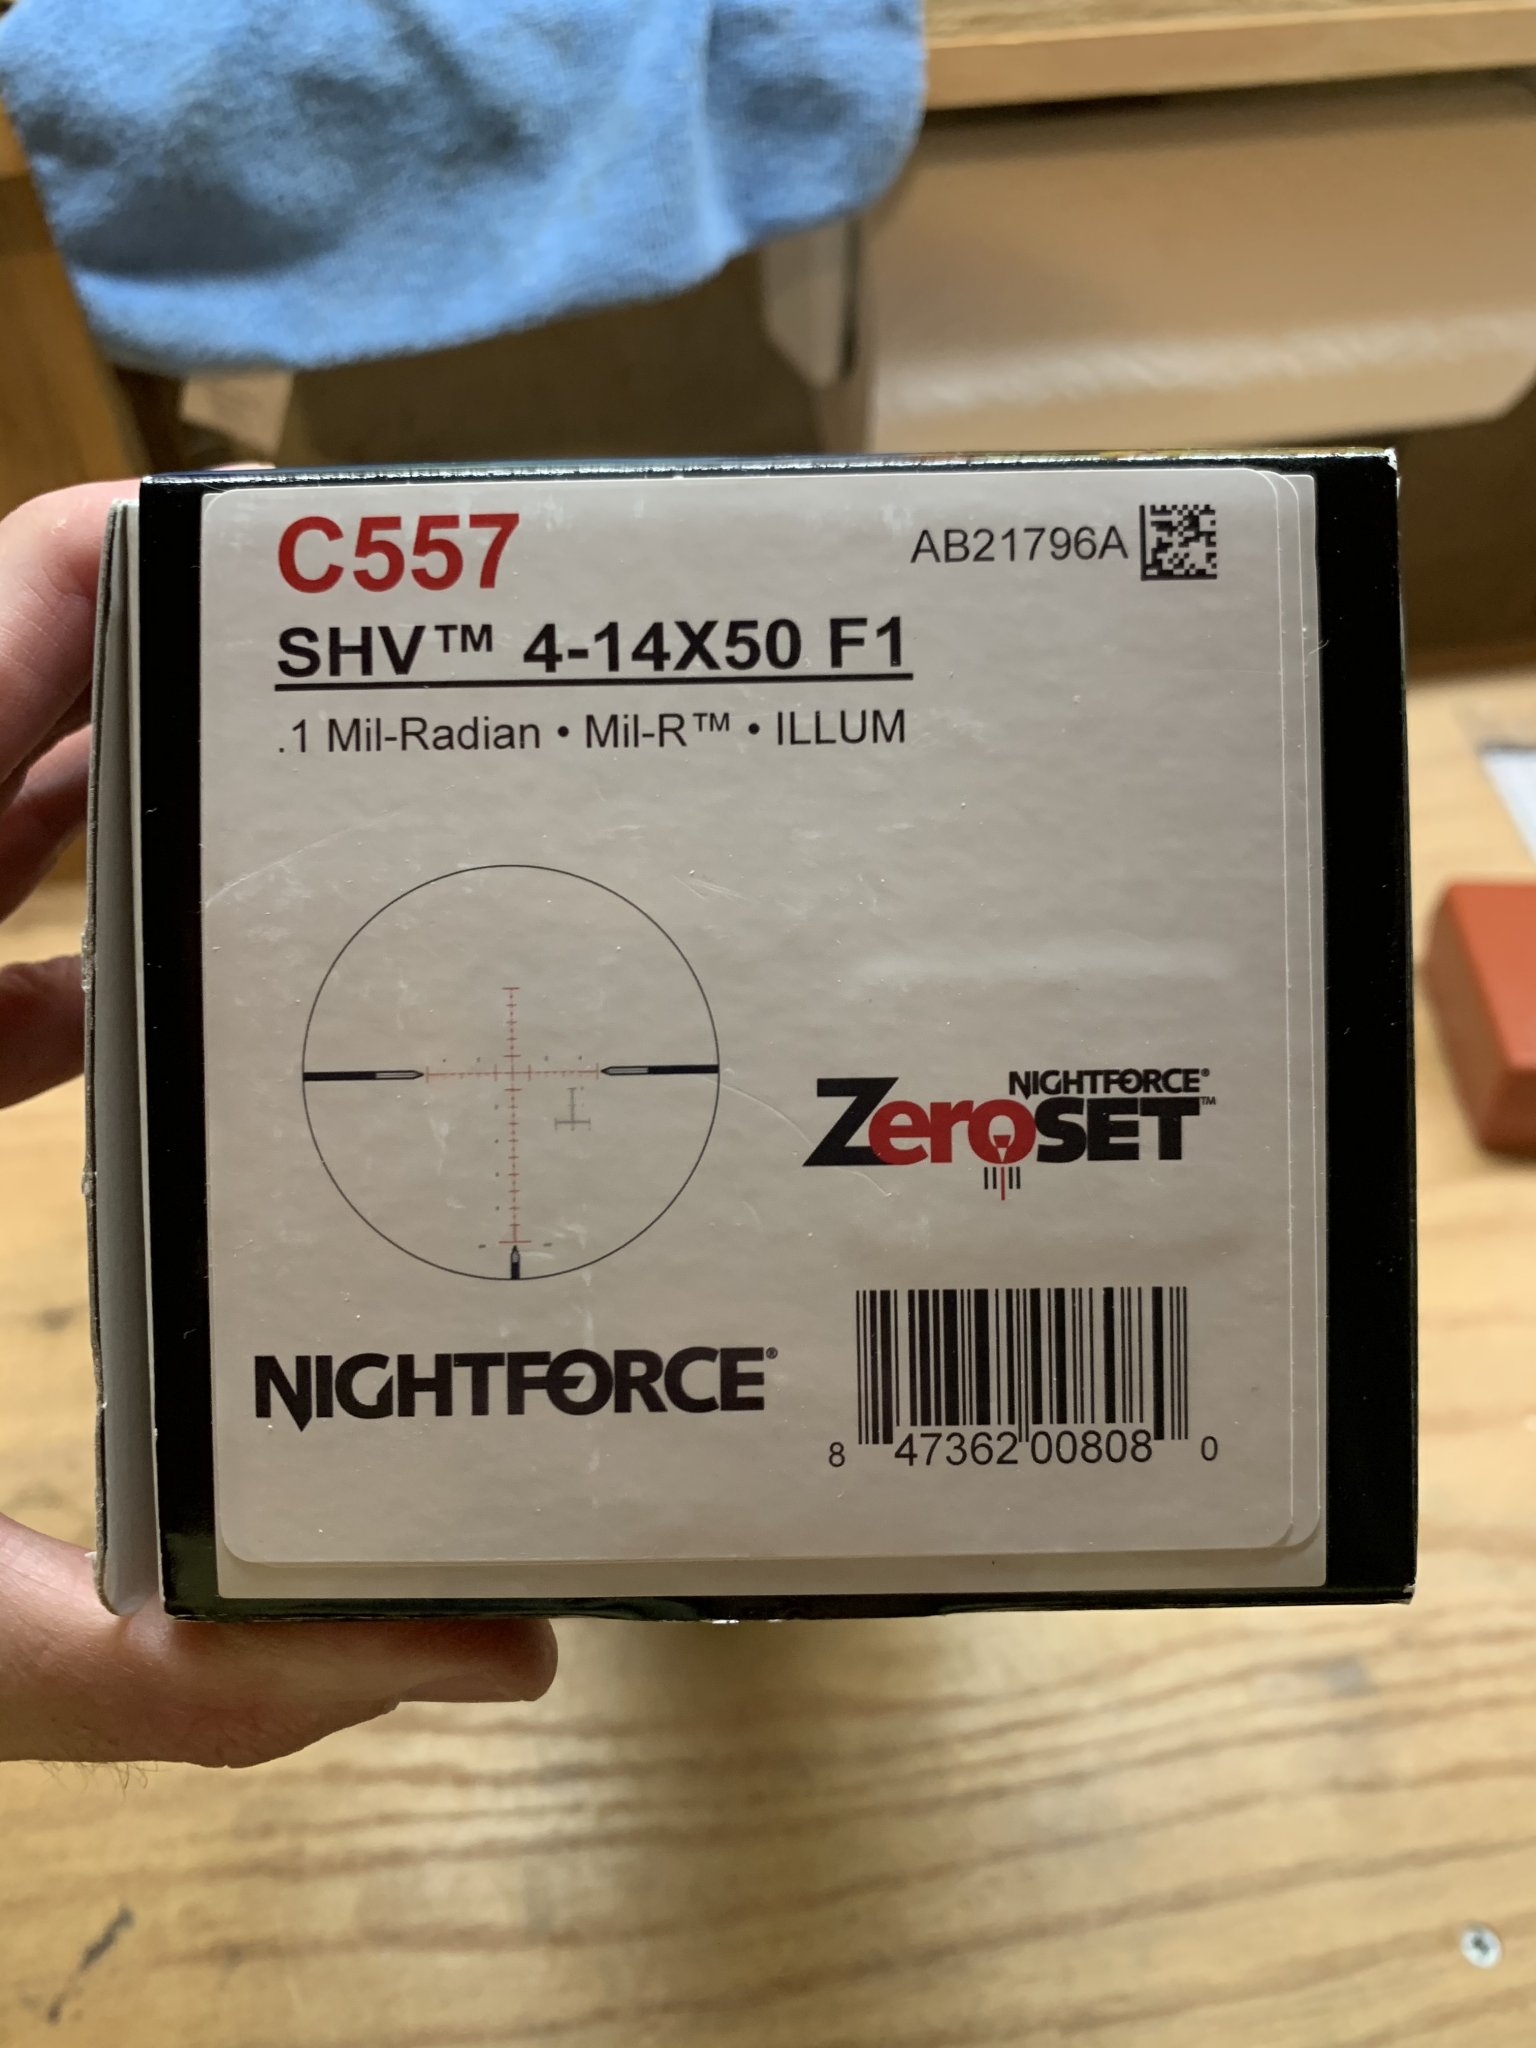 C557
AB21796A
SHV™ 4-14X50 F1
.1 Mil-Radian • Mil-R™ • ILLUM
NIGHTFORCE®
ZeroSET™
NIGHTFORCE®
8 47362 00808 0